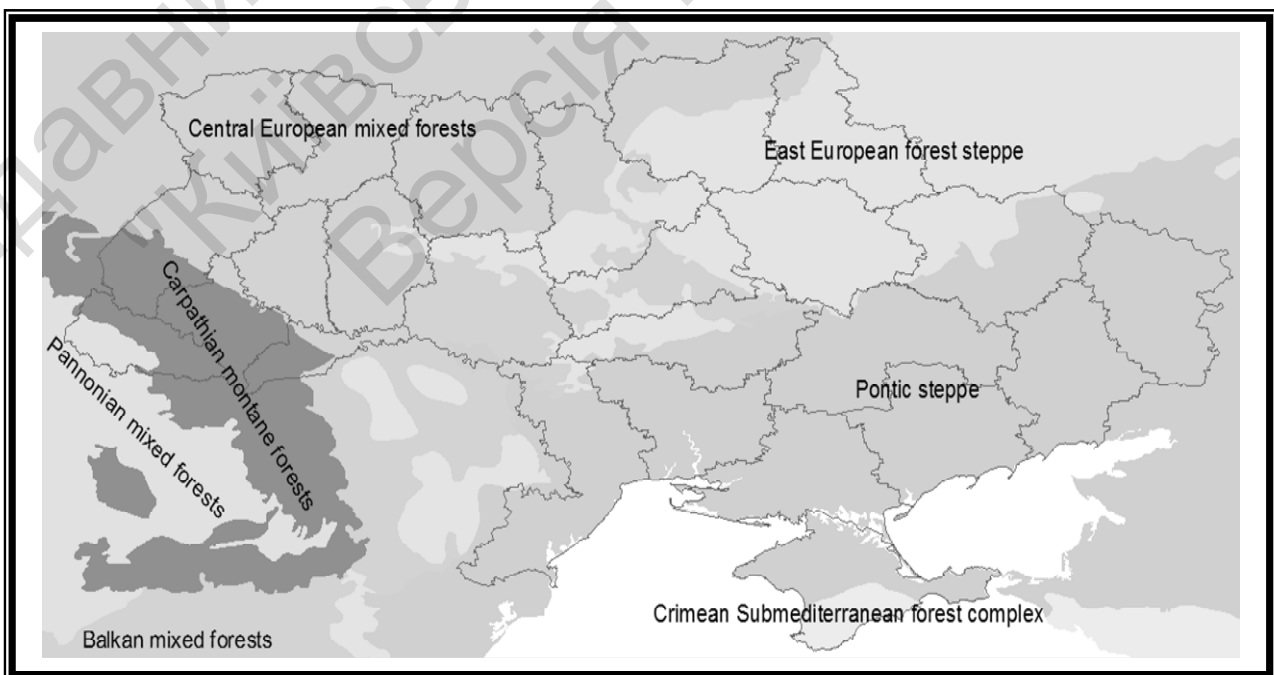 Central European mixed forests
East European forest steppe
Carpathian montane forests
Pannonian mixed forests
Pontic steppe
Crimean Submediterranean forest complex
Balkan mixed forests
Версія